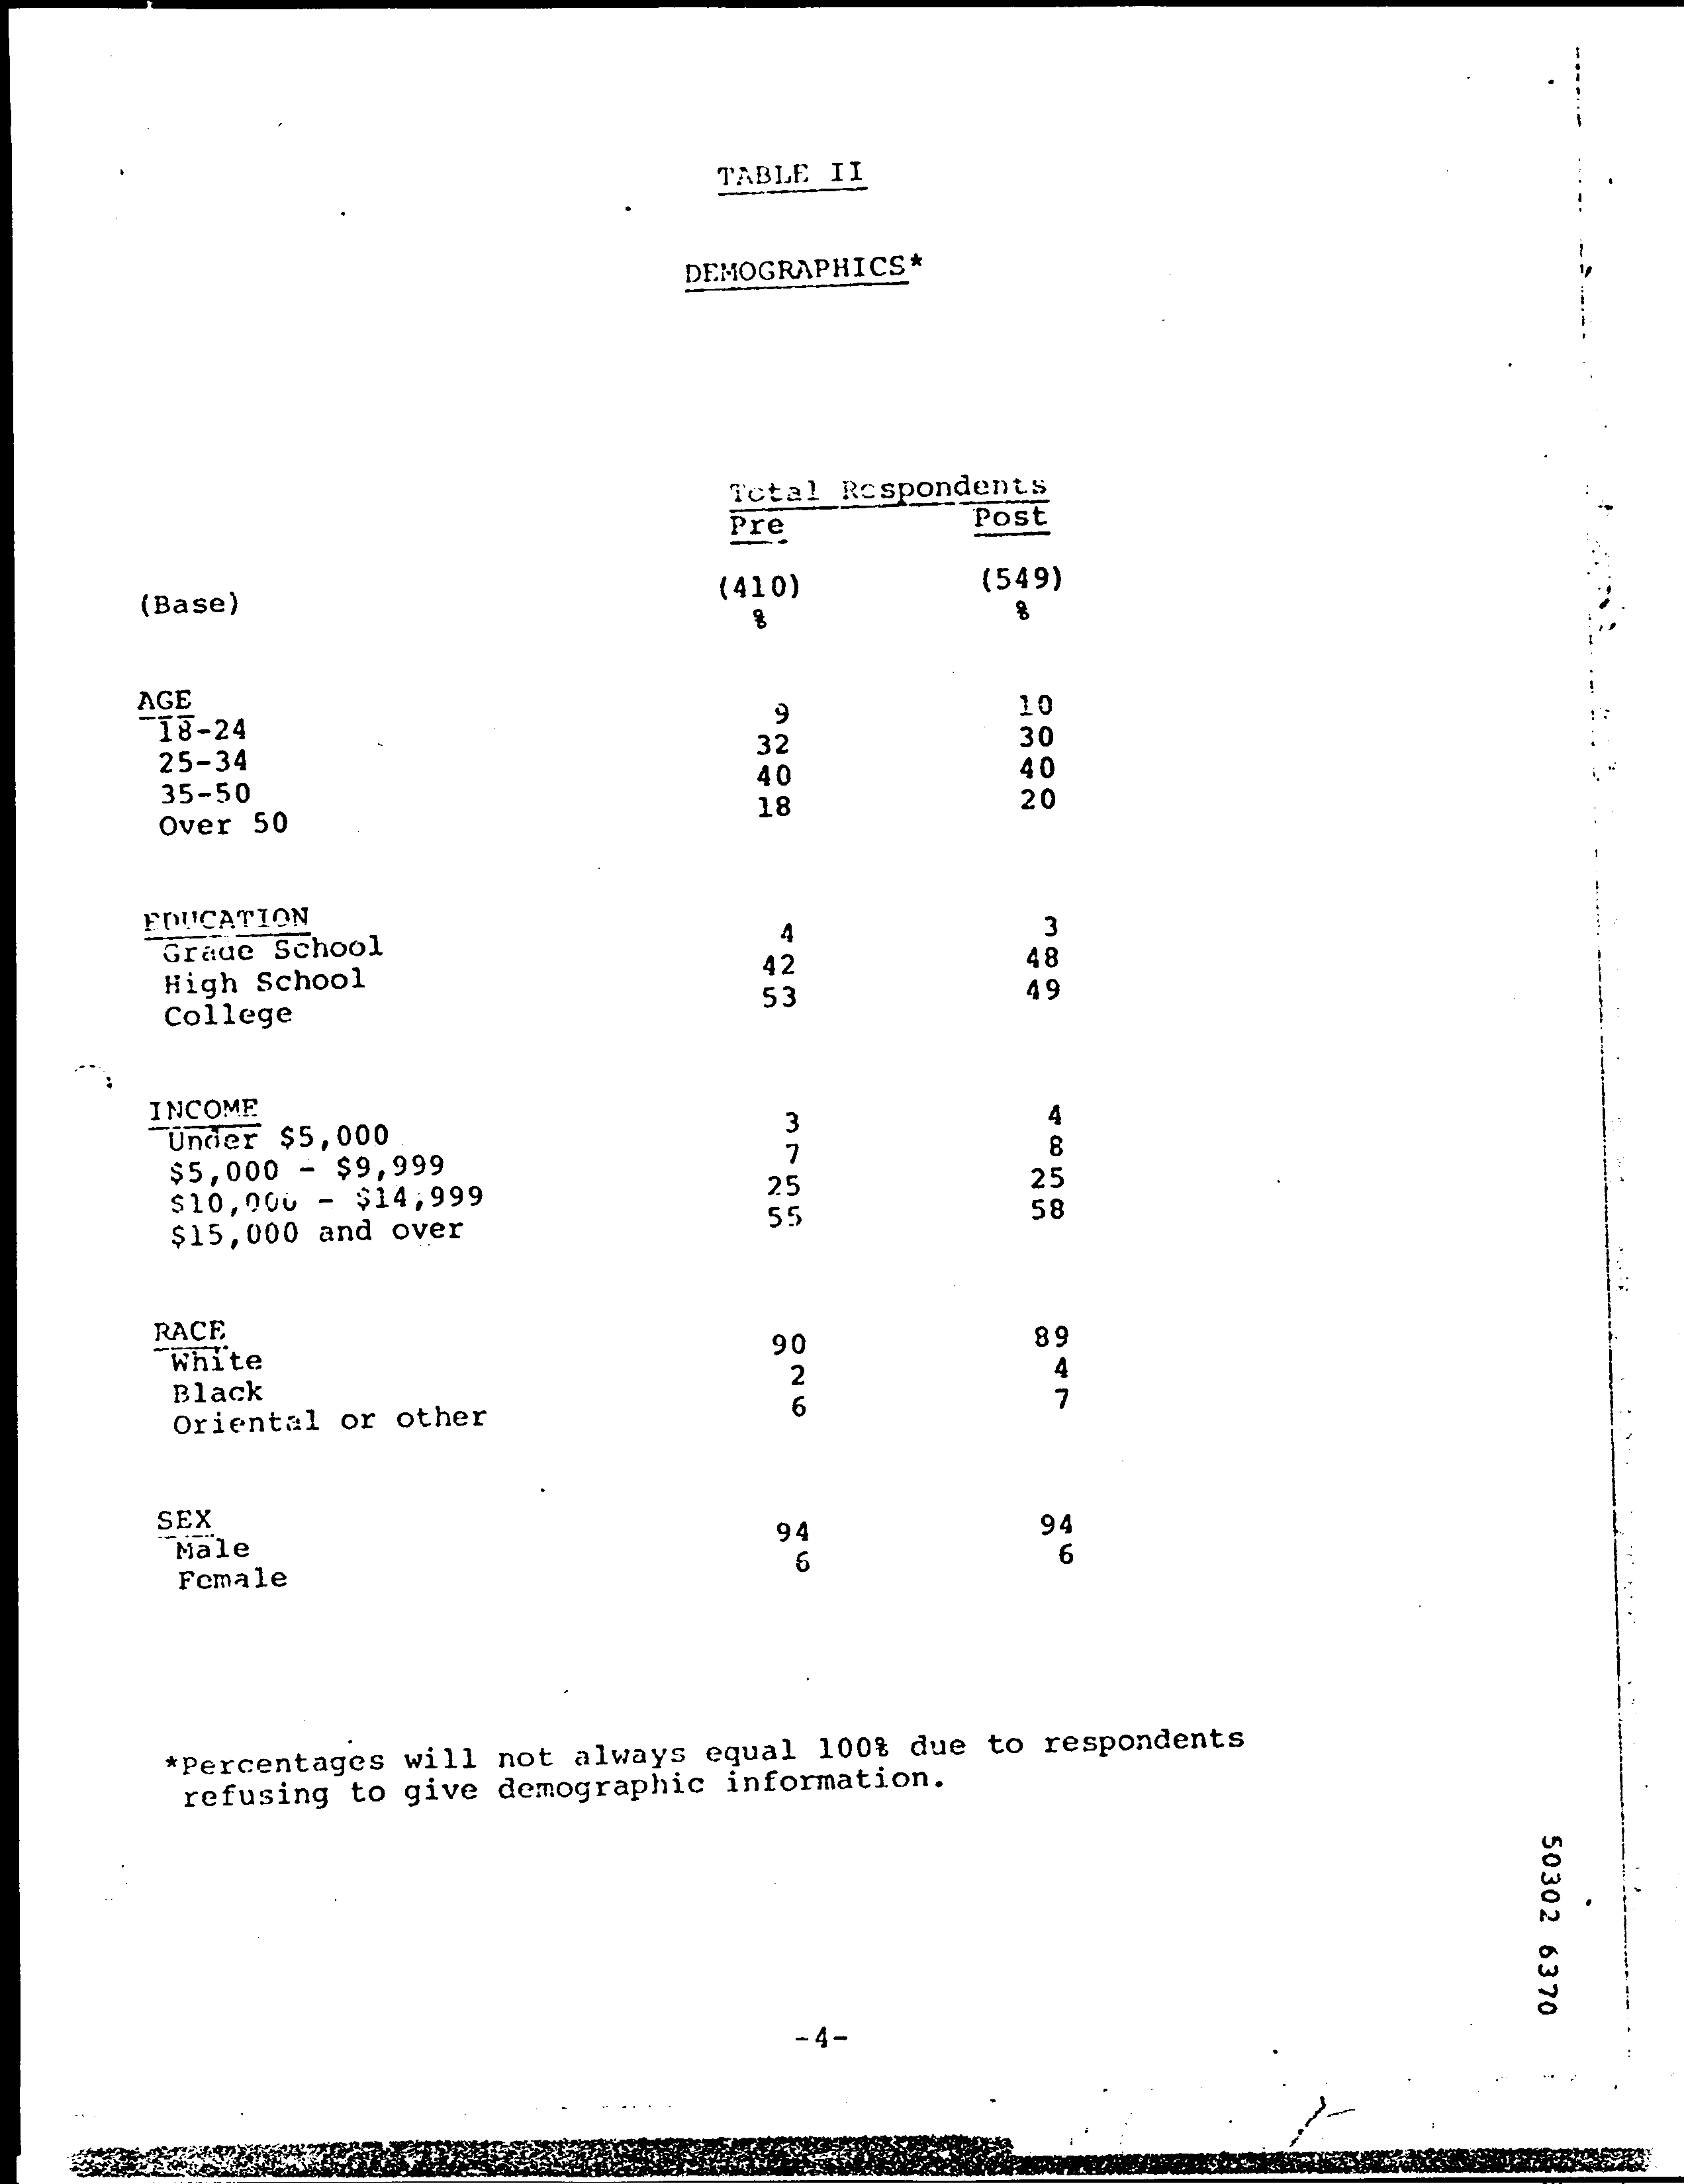 TABLE II
DEMOGRAPHICS*
Total Respondents
Pre Post
(Base) (410) (549)
% %
AGE
18-24 9 10
25-34 32 30
35-50 40 40
Over 50 18 20
EDUCATION
Grade School 4 3
High School 42 48
College 53 49
INCOME
Under $5,000 3 4
$5,000 - $9,999 7 8
$10,000 - $14,999 25 25
$15,000 and over 55 58
RACE
White 90 89
Black 2 4
Oriental or other 6 7
SEX
Male 94 94
Female 6 6
*Percentages will not always equal 100% due to respondents
refusing to give demographic information.
50302 6370
-4-